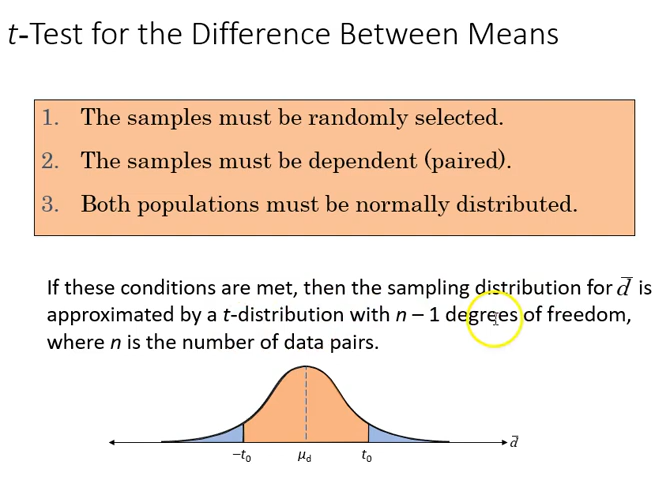 t-Test for the Difference Between Means
1. The samples must be randomly selected.
2. The samples must be dependent (paired).
3. Both populations must be normally distributed.
If these conditions are met, then the sampling distribution for d̅ is
approximated by a t-distribution with n – 1 degrees of freedom,
where n is the number of data pairs.
d̅
–t₀ μd t₀